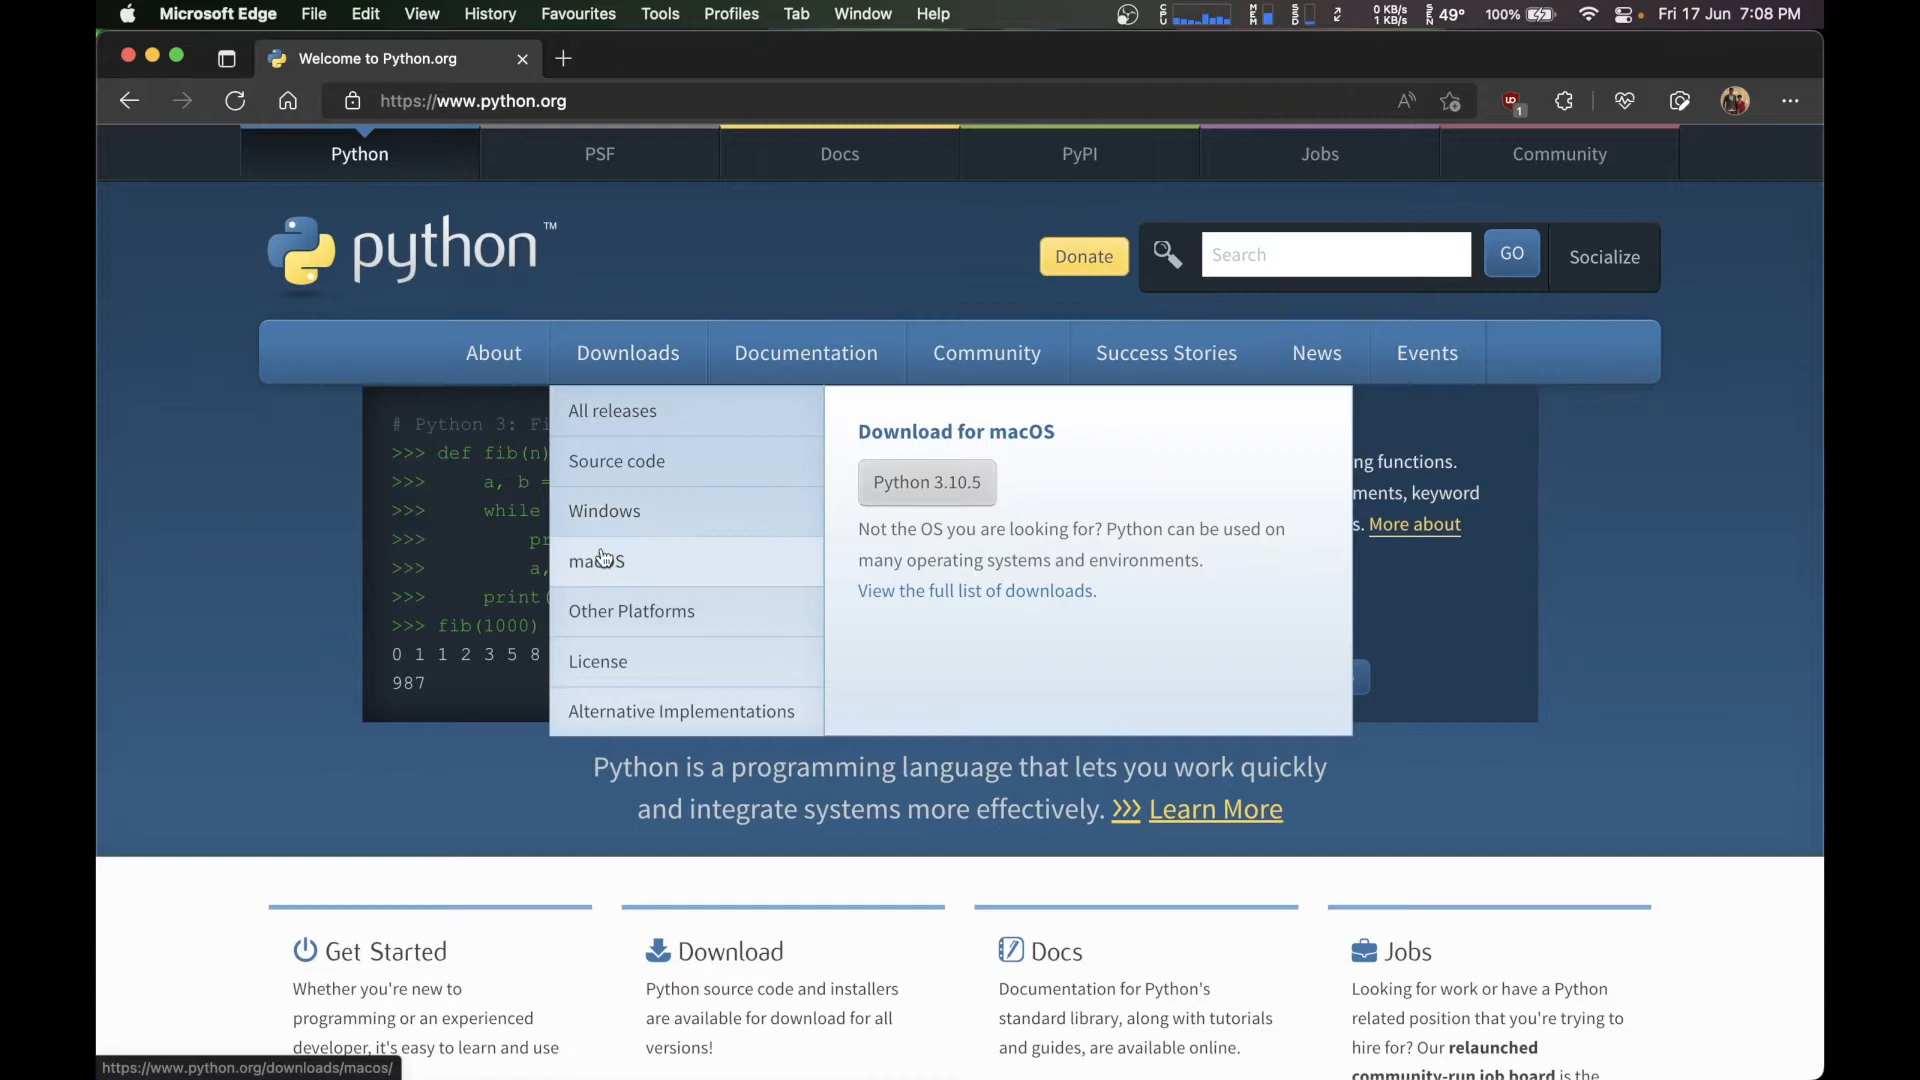 Microsoft Edge File Edit View History Favourites Tools Profiles Tab Window Help
0 KB/s
1 KB/s
49° 100% Fri 17 Jun 7:08 PM
Welcome to Python.org
https://www.python.org
1
Python PSF Docs PyPI Jobs Community
python™
Donate
Search
GO
Socialize
About Downloads Documentation Community Success Stories News Events
# Python 3: Fi
>>> def fib(n)
>>> a, b =
>>> while
>>> pr
>>> a,
>>> print(
>>> fib(1000)
0 1 1 2 3 5 8
987
All releases
Source code
Windows
macOS
Other Platforms
License
Alternative Implementations
Download for macOS
Python 3.10.5
Not the OS you are looking for? Python can be used on
many operating systems and environments.
View the full list of downloads.
ng functions.
ments, keyword
s. More about
Python is a programming language that lets you work quickly
and integrate systems more effectively. >>> Learn More
Get Started
Whether you're new to
programming or an experienced
developer, it's easy to learn and use
Download
Python source code and installers
are available for download for all
versions!
Docs
Documentation for Python's
standard library, along with tutorials
and guides, are available online.
Jobs
Looking for work or have a Python
related position that you're trying to
hire for? Our relaunched
community-run job board is the
https://www.python.org/downloads/macos/